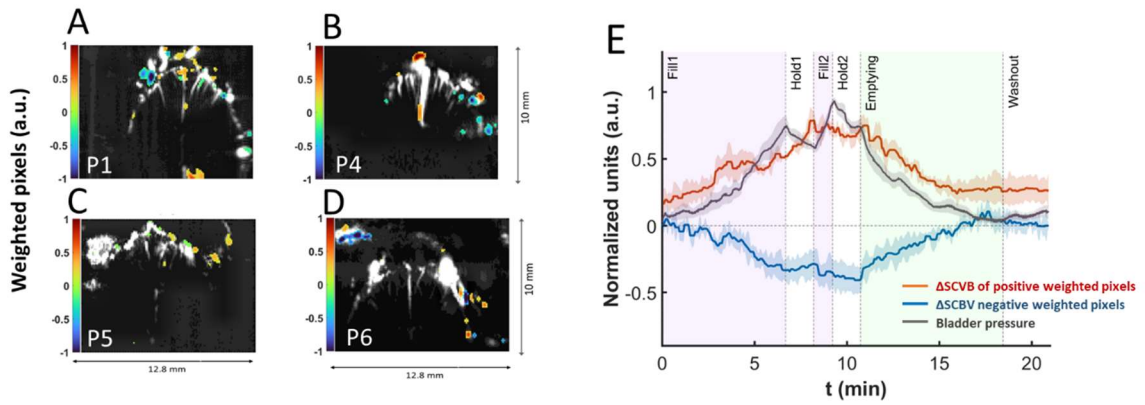 A
B
E
Weighted pixels (a.u.)
1
0.5
0
-0.5
-1
P1
1
0.5
0
-0.5
-1
P4
10 mm
C
D
1
0.5
0
-0.5
-1
P5
1
0.5
0
-0.5
-1
P6
10 mm
12.8 mm
12.8 mm
Normalized units (a.u.)
1
0.5
0
-0.5
Fill1
Hold1
Fill2
Hold2
Emptying
Washout
ΔSCVB of positive weighted pixels
ΔSCBV negative weighted pixels
Bladder pressure
0
5
10
15
20
t (min)